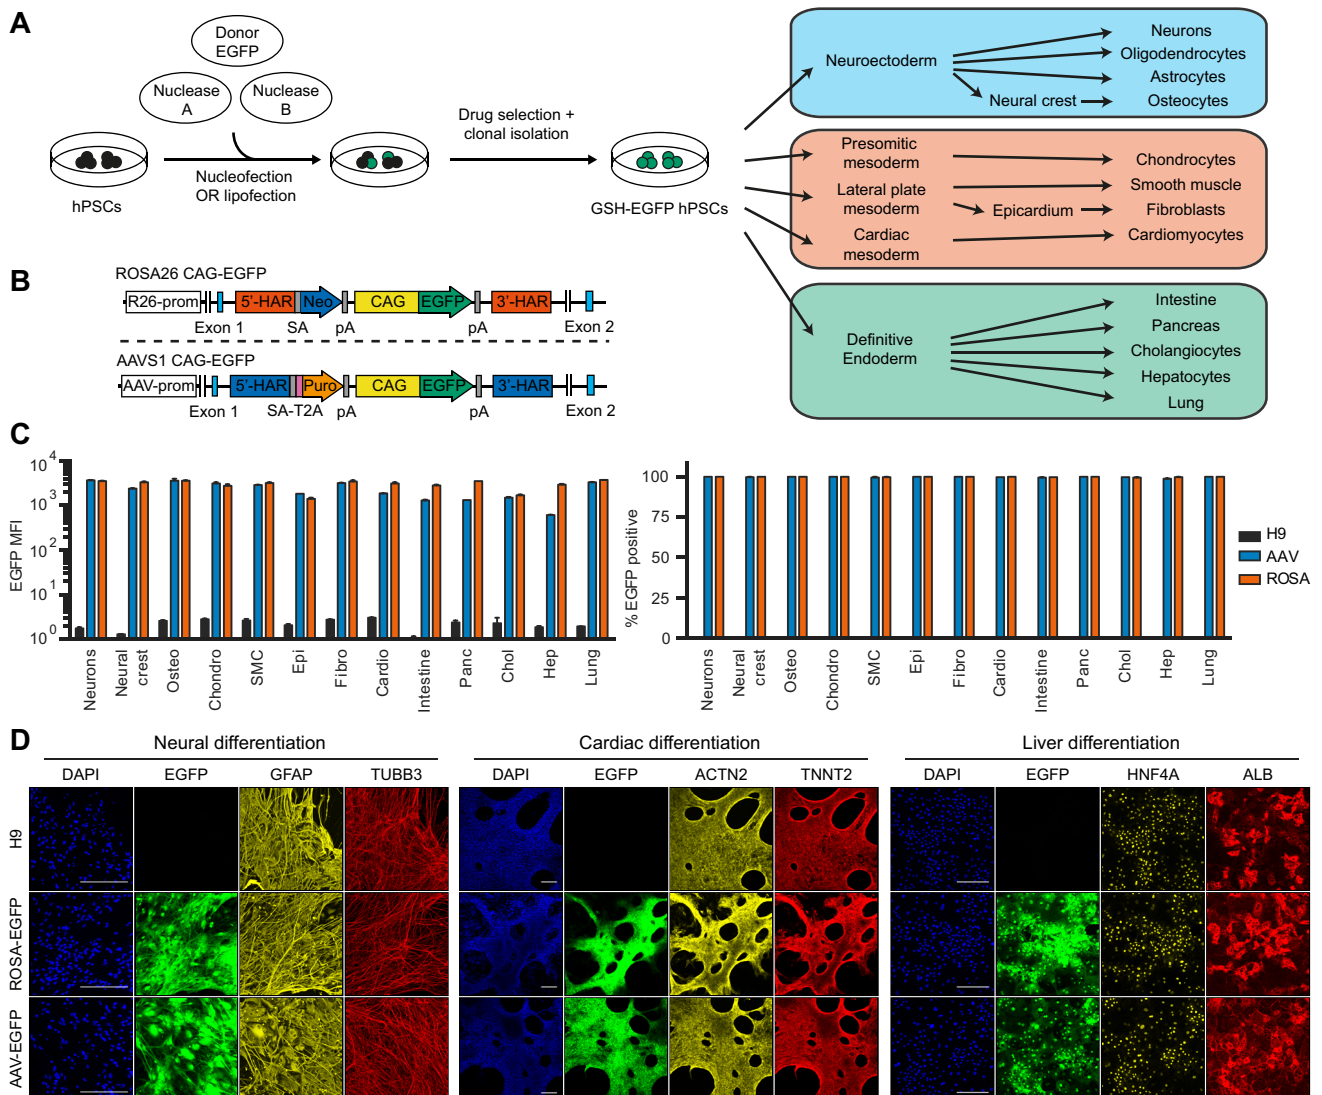 A
Donor
EGFP
Nuclease
A
Nuclease
B
hPSCs
Nucleofection
OR lipofection
Drug selection +
clonal isolation
GSH-EGFP hPSCs
Neuroectoderm
Neurons
Oligodendrocytes
Astrocytes
Neural crest
Osteocytes
Presomitic
mesoderm
Chondrocytes
Lateral plate
mesoderm
Smooth muscle
Epicardium
Fibroblasts
Cardiac
mesoderm
Cardiomyocytes
Definitive
Endoderm
Intestine
Pancreas
Cholangiocytes
Hepatocytes
Lung
B
ROSA26 CAG-EGFP
R26-prom
5'-HAR
Neo
CAG
EGFP
3'-HAR
Exon 1
SA
pA
pA
Exon 2
AAVS1 CAG-EGFP
AAV-prom
5'-HAR
Puro
CAG
EGFP
3'-HAR
Exon 1
SA-T2A
pA
pA
Exon 2
C
EGFP MFI
10^4
10^3
10^2
10^1
10^0
Neurons
Neural crest
Osteo
Chondro
SMC
Epi
Fibro
Cardio
Intestine
Panc
Chol
Hep
Lung
% EGFP positive
100
75
50
25
0
Neurons
Neural crest
Osteo
Chondro
SMC
Epi
Fibro
Cardio
Intestine
Panc
Chol
Hep
Lung
H9
AAV
ROSA
D
Neural differentiation
Cardiac differentiation
Liver differentiation
DAPI EGFP GFAP TUBB3
DAPI EGFP ACTN2 TNNT2
DAPI EGFP HNF4A ALB
H9
ROSA-EGFP
AAV-EGFP